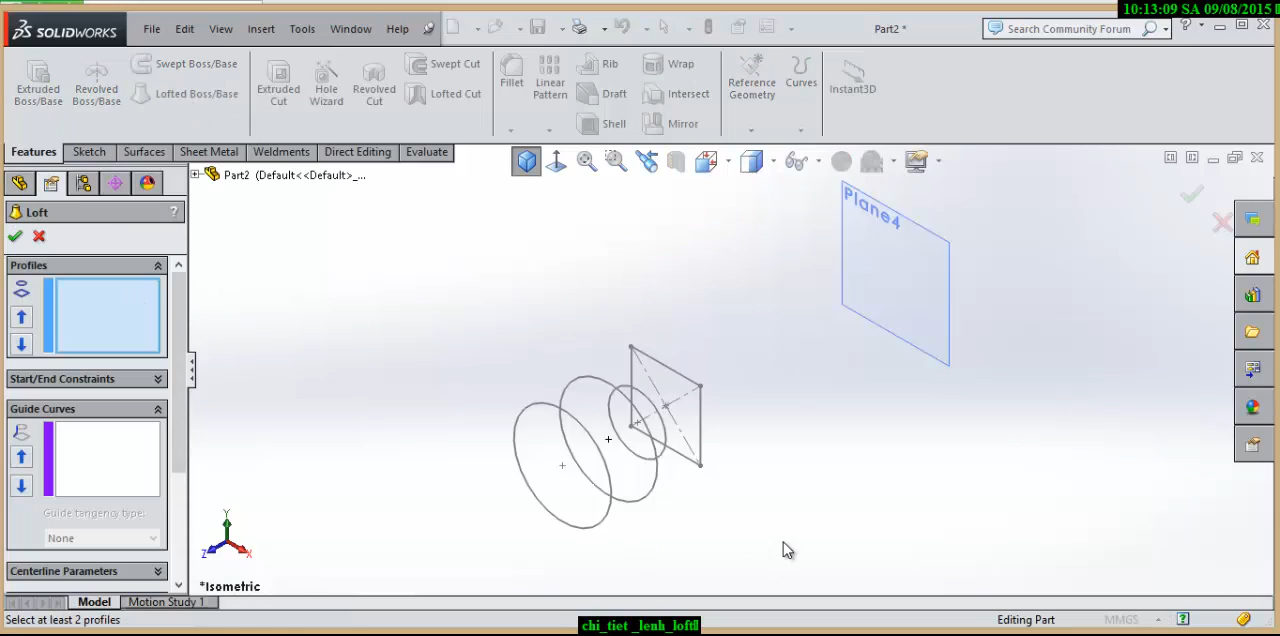 10:13:09 SA 09/08/2015
SOLIDWORKS
File Edit View Insert Tools Window Help
Part2 *
Search Community Forum
?
Extruded Boss/Base
Revolved Boss/Base
Swept Boss/Base
Lofted Boss/Base
Extruded Cut
Hole Wizard
Revolved Cut
Swept Cut
Lofted Cut
Fillet
Linear Pattern
Rib
Draft
Shell
Wrap
Intersect
Mirror
Reference Geometry
Curves
Instant3D
Features Sketch Surfaces Sheet Metal Weldments Direct Editing Evaluate
Part2 (Default<<Default>_...
Loft ?
Profiles
Start/End Constraints
Guide Curves
Guide tangency type:
None
Centerline Parameters
Plane4
Y
Z
X
*Isometric
Model Motion Study 1
Select at least 2 profiles
Editing Part
MMGS
?
chi_tiet _lenh_loft